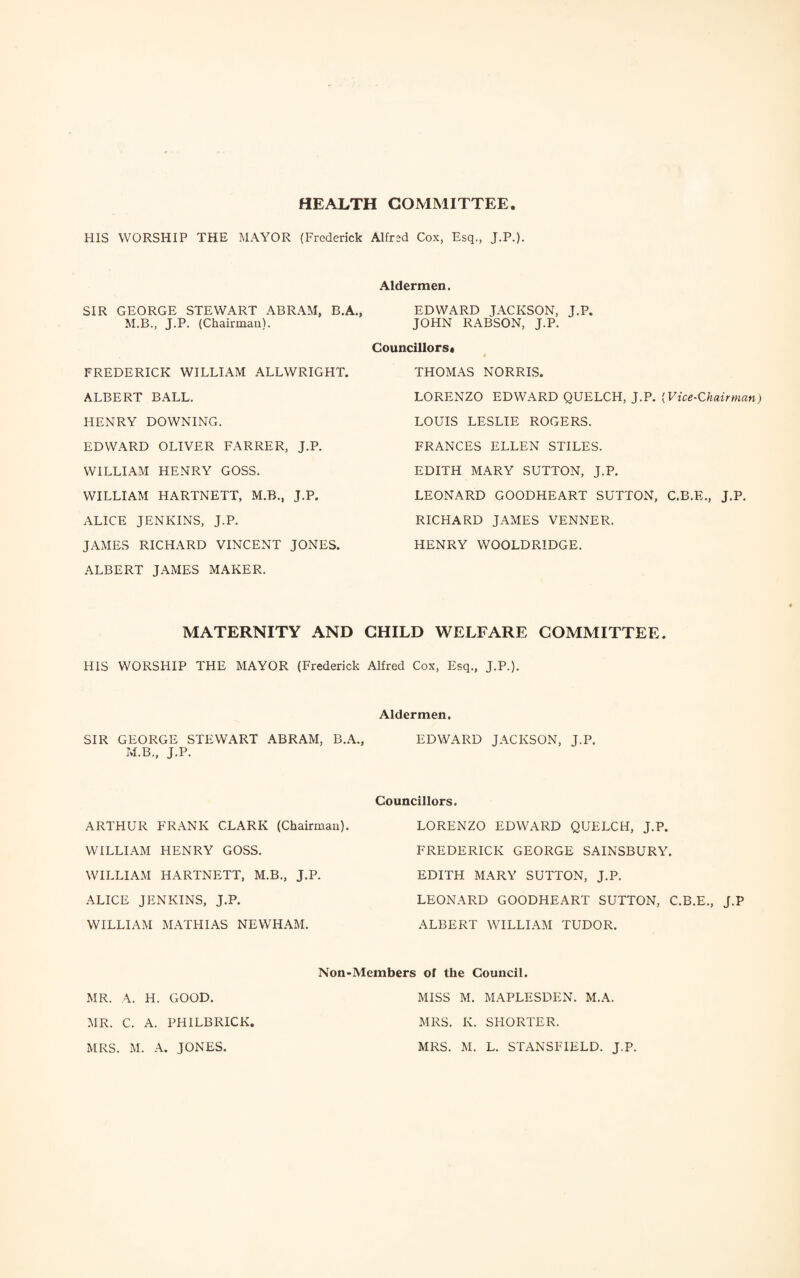 HEALTH COMMITTEE.
HIS WORSHIP THE MAYOR (Frederick Alfred Cox, Esq., J.P.).
Aldermen.
SIR GEORGE STEWART ABRAM, B.A.,
M.B., J.P. (Chairman).
EDWARD JACKSON, J.P.
JOHN RABSON, J.P.
Councillors.
FREDERICK WILLIAM ALLWRIGHT.
ALBERT BALL.
HENRY DOWNING.
EDWARD OLIVER FARRER, J.P.
WILLIAM HENRY GOSS.
WILLIAM HARTNETT, M.B., J.P.
ALICE JENKINS, J.P.
JAMES RICHARD VINCENT JONES.
ALBERT JAMES MAKER.
THOMAS NORRIS.
LORENZO EDWARD QUELCH, J.P. (Vice-Chairman)
LOUIS LESLIE ROGERS.
FRANCES ELLEN STILES.
EDITH MARY SUTTON, J.P.
LEONARD GOODHEART SUTTON, C.B.E., J.P.
RICHARD JAMES VENNER.
HENRY WOOLDRIDGE.
MATERNITY AND CHILD WELFARE COMMITTEE.
HIS WORSHIP THE MAYOR (Frederick Alfred Cox, Esq., J.P.).
Aldermen.
SIR GEORGE STEWART ABRAM, B.A.,
M.B., J.P.
EDWARD JACKSON, J.P.
Councillors.
ARTHUR FRANK CLARK (Chairman).
WILLIAM HENRY GOSS.
WILLIAM HARTNETT, M.B., J.P.
ALICE JENKINS, J.P.
WILLIAM MATHIAS NEWHAM.
LORENZO EDWARD QUELCH, J.P.
FREDERICK GEORGE SAINSBURY.
EDITH MARY SUTTON, J.P.
LEONARD GOODHEART SUTTON, C.B.E., J.P
ALBERT WILLIAM TUDOR.
Non-Members of the Council.
MR. A. H. GOOD.
MR. C. A. PHILBRICK.
MRS. M. A. JONES.
MISS M. MAPLESDEN. M.A.
MRS. K. SHORTER.
MRS. M. L. STANSFIELD. J.P.